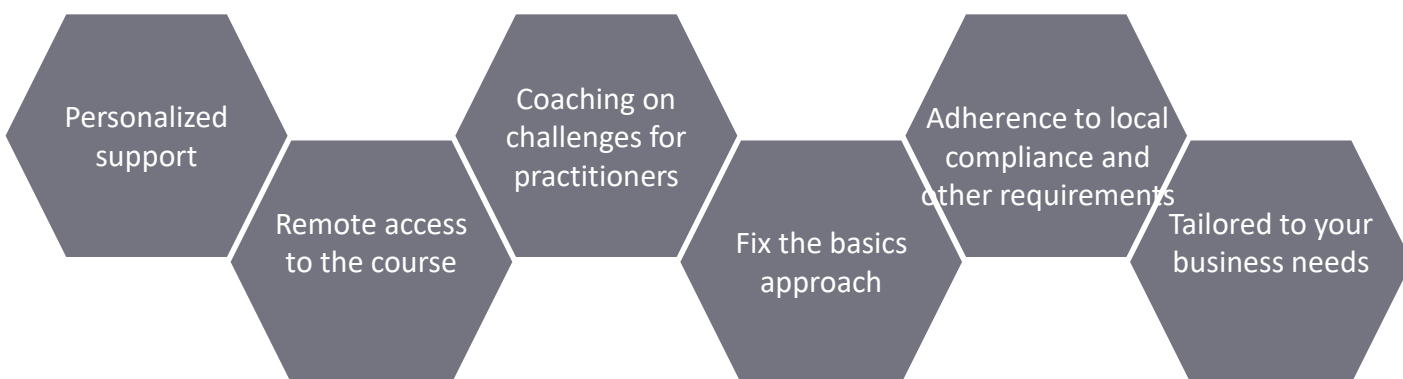 Personalized
support
Remote access
to the course
Coaching on
challenges for
practitioners
Fix the basics
approach
Adherence to local
compliance and
other requirements
Tailored to your
business needs